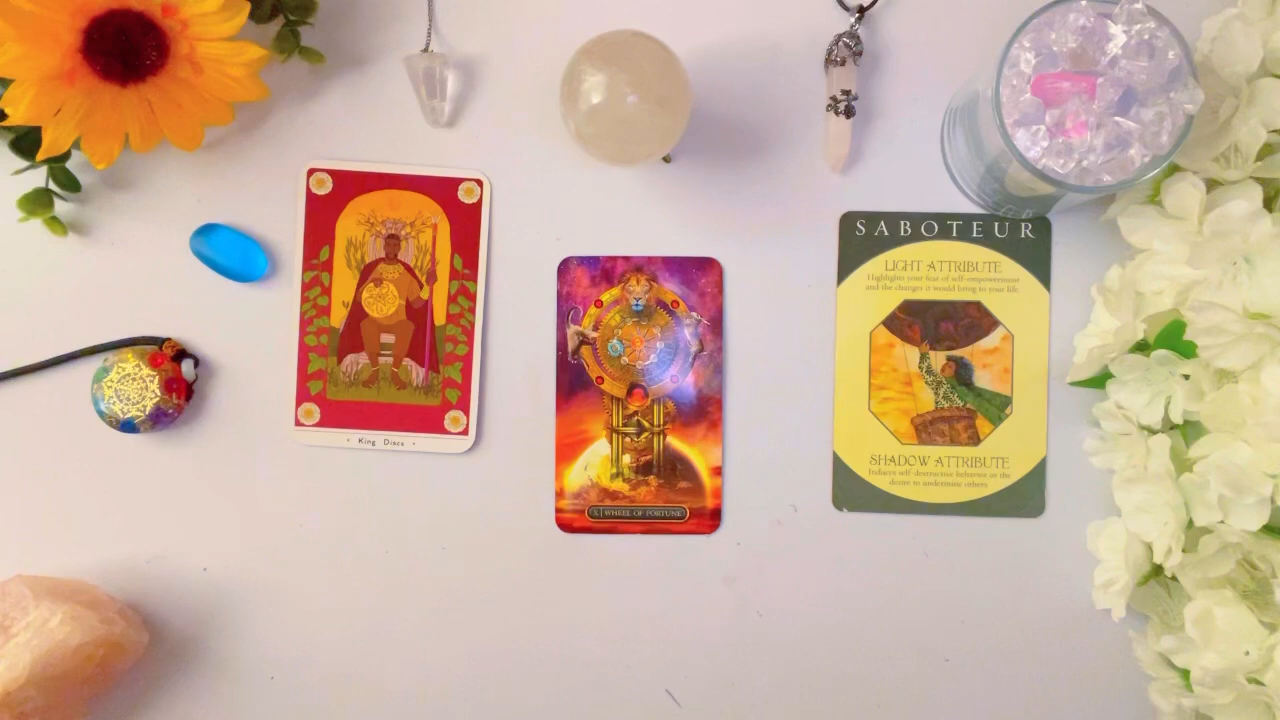 · King Discs ·
X | WHEEL OF FORTUNE
SABOTEUR
LIGHT ATTRIBUTE
Highlights your fear of self-empowerment
and the changes it would bring to your life.
SHADOW ATTRIBUTE
Induces self-destructive behaviors or the
desire to undermine others.